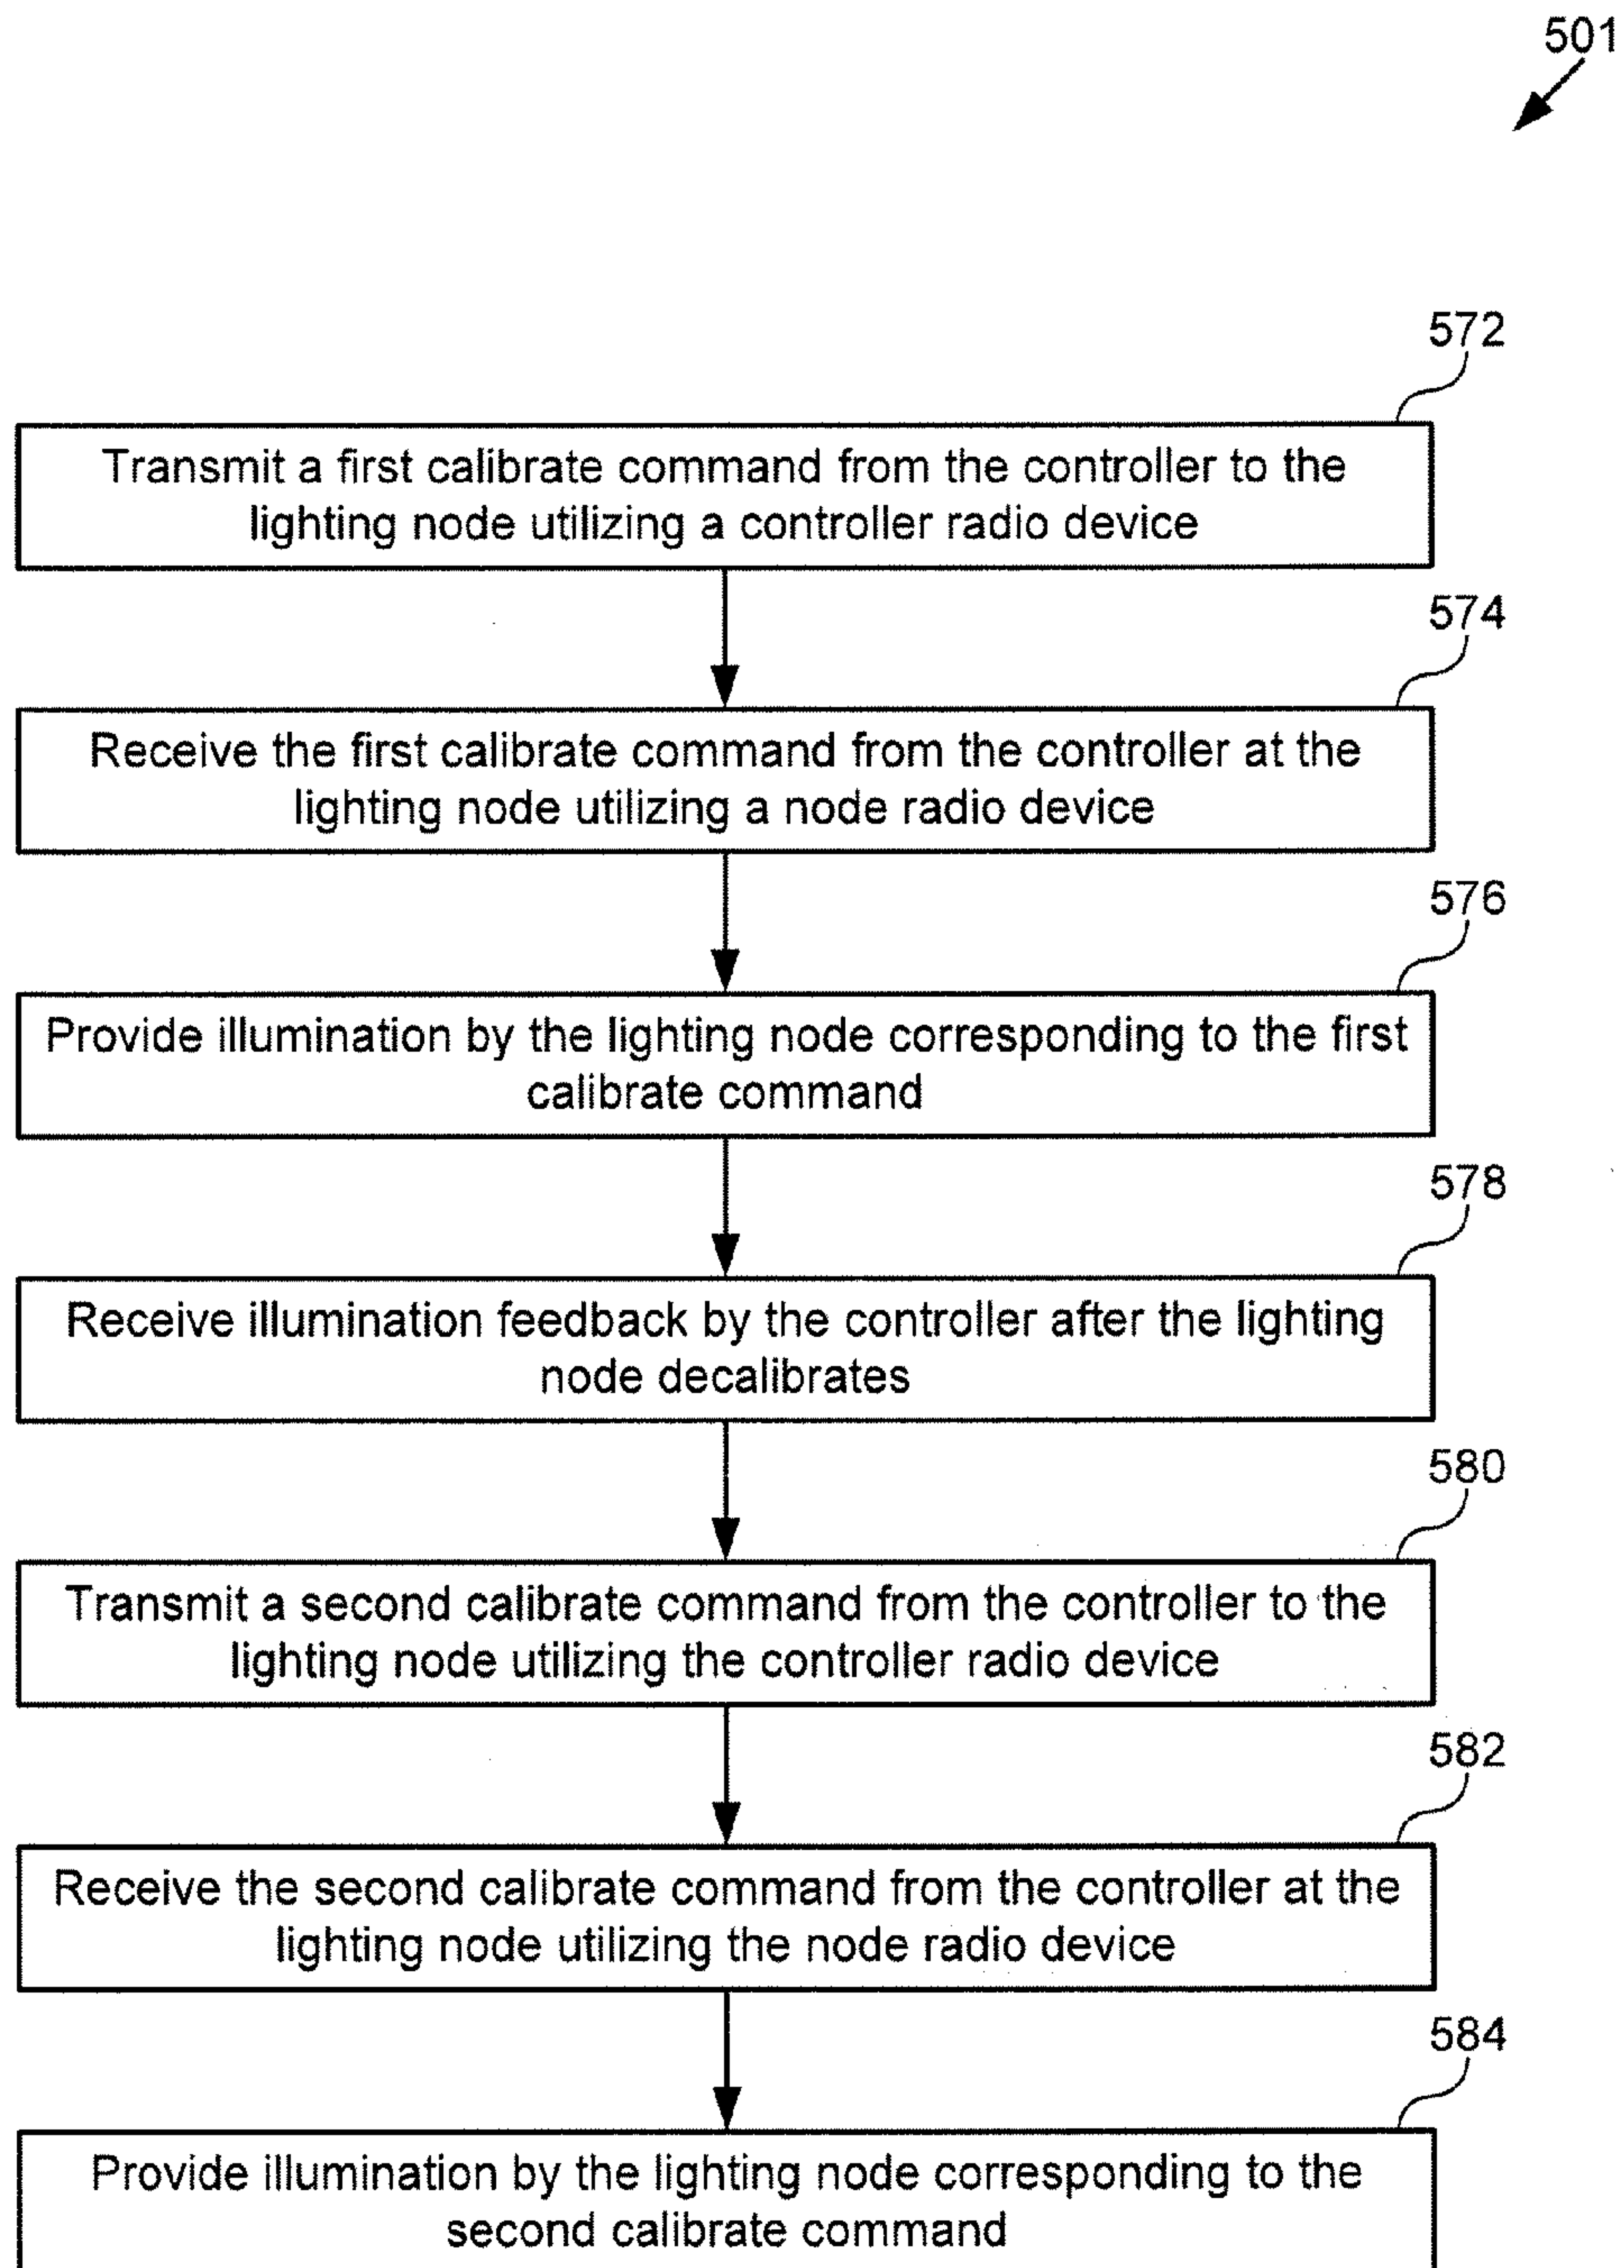 501
572
Transmit a first calibrate command from the controller to the
lighting node utilizing a controller radio device
574
Receive the first calibrate command from the controller at the
lighting node utilizing a node radio device
576
Provide illumination by the lighting node corresponding to the first
calibrate command
578
Receive illumination feedback by the controller after the lighting
node decalibrates
580
Transmit a second calibrate command from the controller to the
lighting node utilizing the controller radio device
582
Receive the second calibrate command from the controller at the
lighting node utilizing the node radio device
584
Provide illumination by the lighting node corresponding to the
second calibrate command